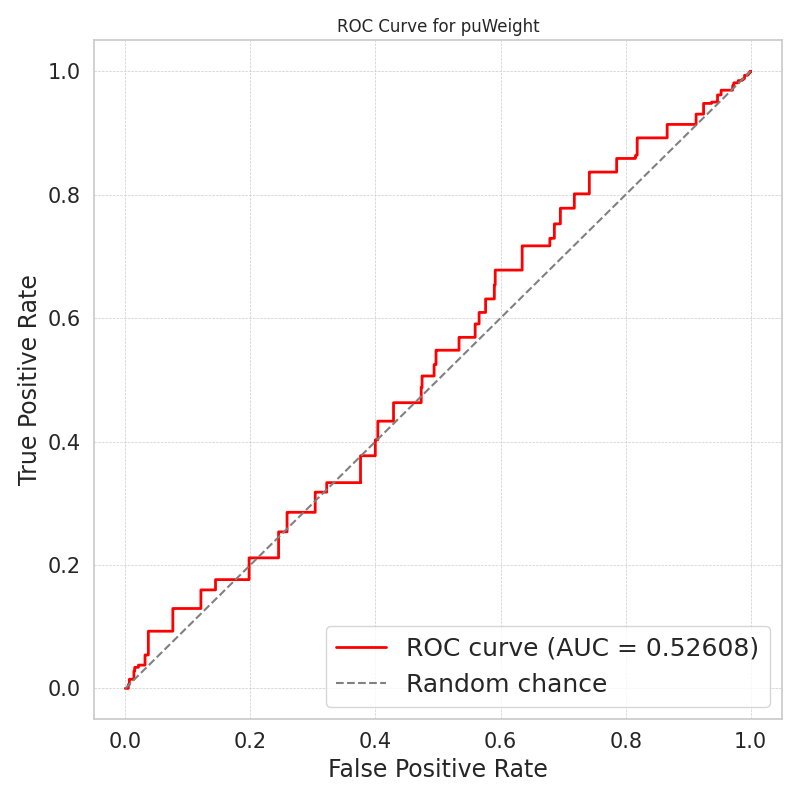 ROC Curve for puWeight
True Positive Rate
1.0
0.8
0.6
0.4
0.2
0.0
ROC curve (AUC = 0.52608)
Random chance
0.0 0.2 0.4 0.6 0.8 1.0
False Positive Rate